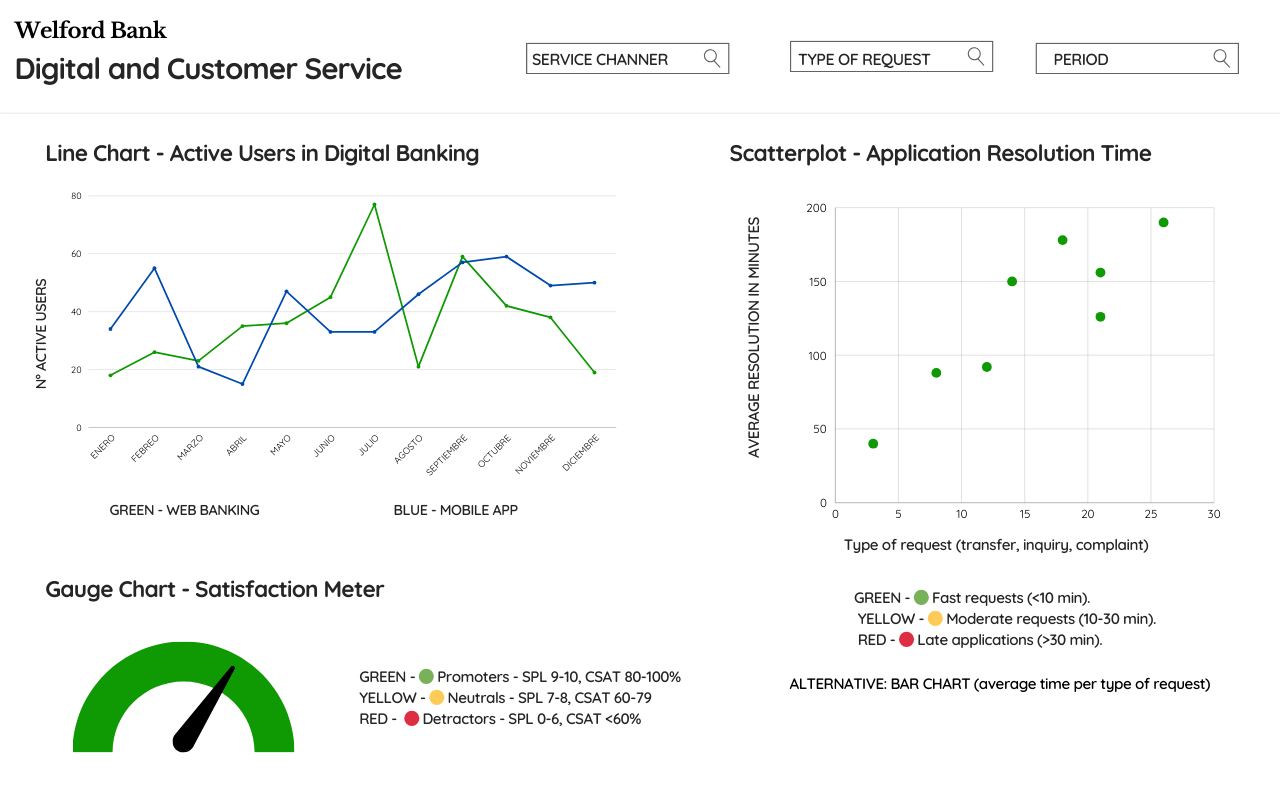 Welford Bank
Digital and Customer Service
SERVICE CHANNER
TYPE OF REQUEST
PERIOD
Line Chart - Active Users in Digital Banking
Nº ACTIVE USERS
80
60
40
20
0
ENERO
FEBREO
MARZO
ABRIL
MAYO
JUNIO
JULIO
AGOSTO
SEPTIEMBRE
OCTUBRE
NOVIEMBRE
DICIEMBRE
GREEN - WEB BANKING
BLUE - MOBILE APP
Scatterplot - Application Resolution Time
AVERAGE RESOLUTION IN MINUTES
200
150
100
50
0
0
5
10
15
20
25
30
Type of request (transfer, inquiry, complaint)
GREEN - Fast requests (<10 min).
YELLOW - Moderate requests (10-30 min).
RED - Late applications (>30 min).
ALTERNATIVE: BAR CHART (average time per type of request)
Gauge Chart - Satisfaction Meter
GREEN - Promoters - SPL 9-10, CSAT 80-100%
YELLOW - Neutrals - SPL 7-8, CSAT 60-79
RED - Detractors - SPL 0-6, CSAT <60%